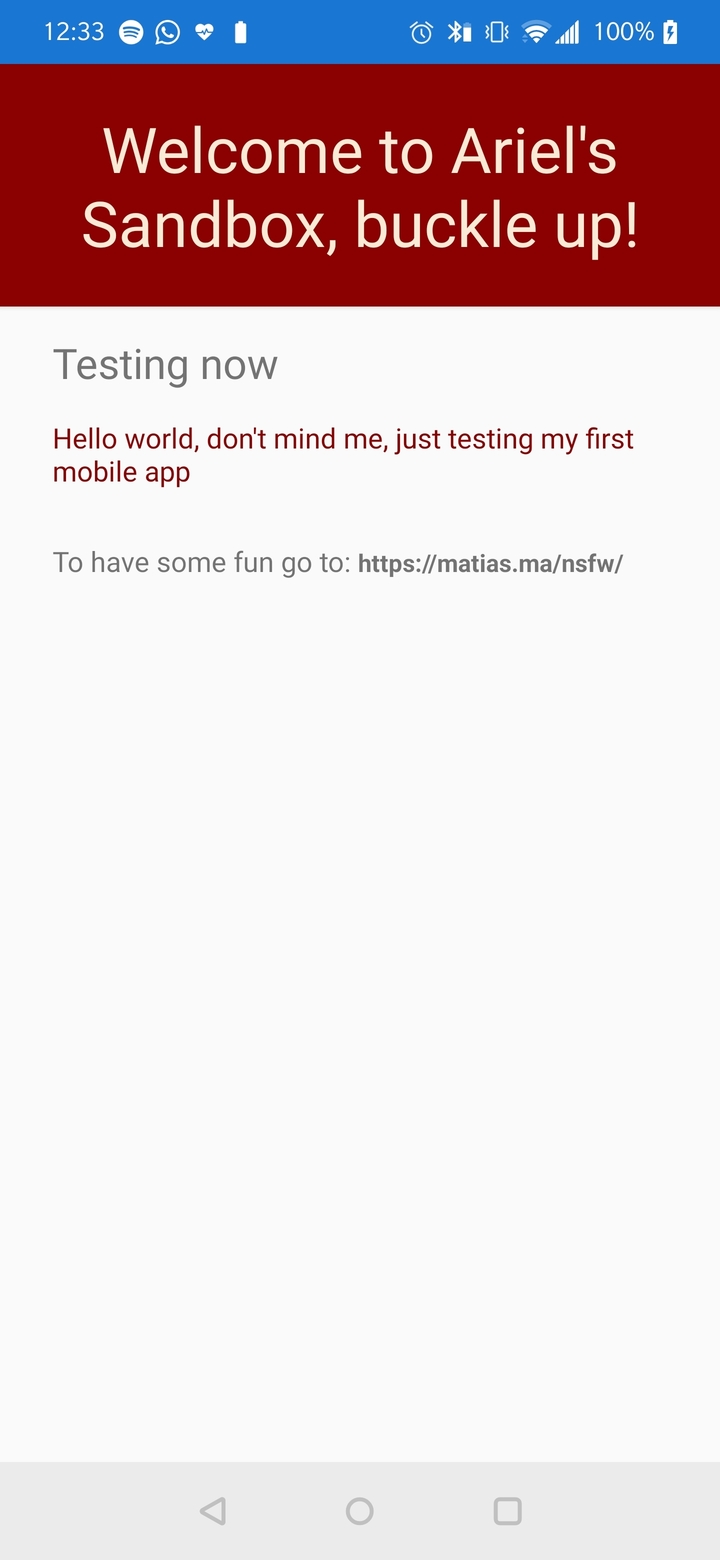 12:33
100%
Welcome to Ariel's
Sandbox, buckle up!
Testing now
Hello world, don't mind me, just testing my first
mobile app
To have some fun go to: https://matias.ma/nsfw/